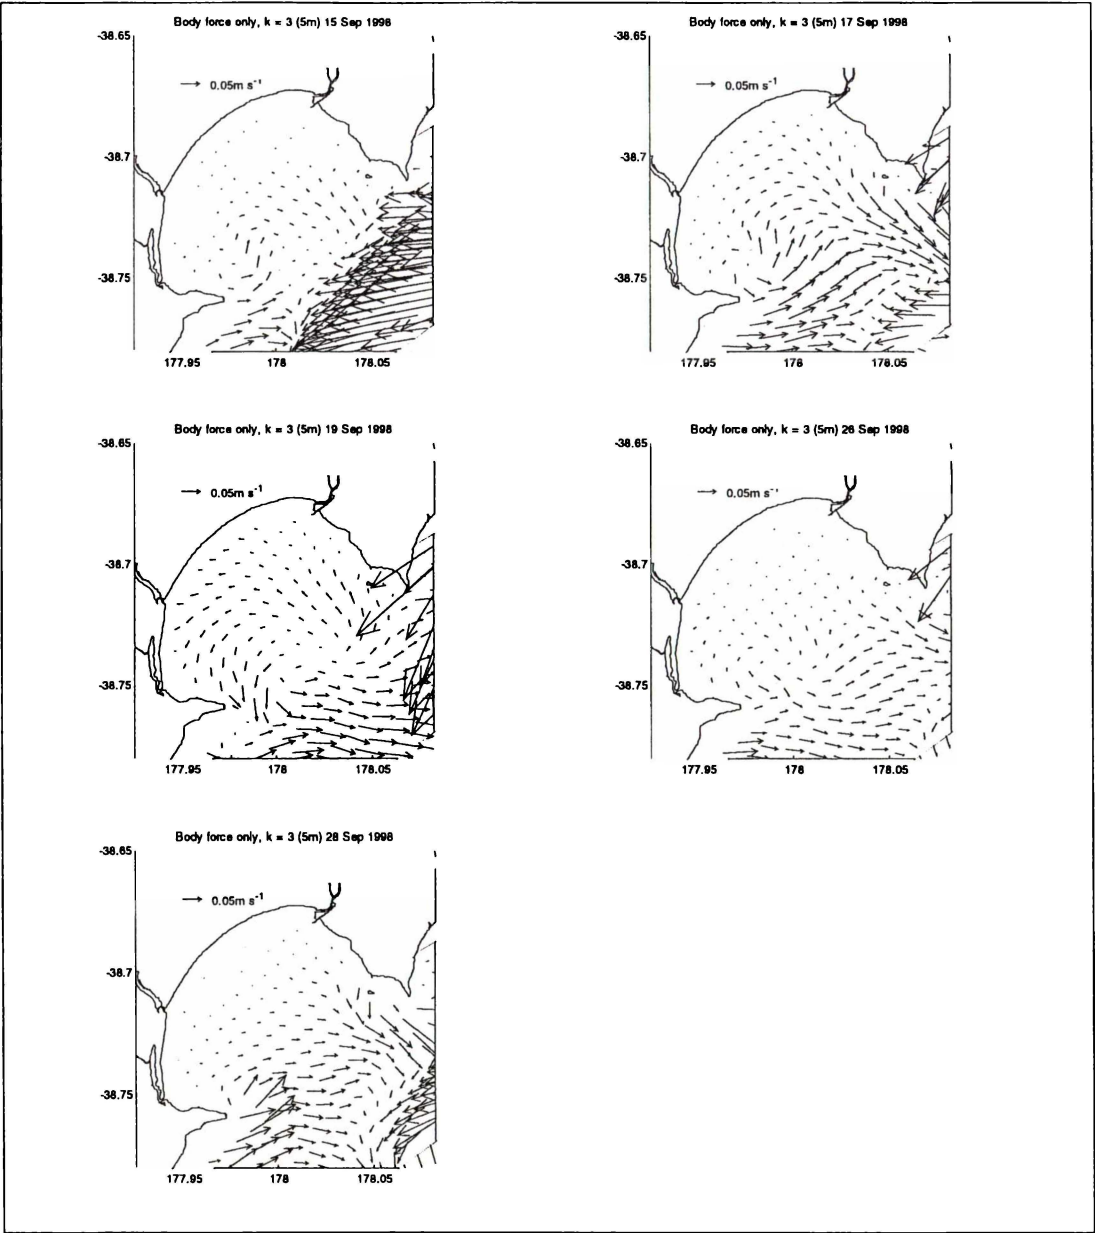 Body force only, k = 3 (5m) 15 Sep 1998
-38.65
0.05m s⁻¹
-38.7
-38.75
177.95 178 178.05
Body force only, k = 3 (5m) 17 Sep 1998
-38.65
0.05m s⁻¹
-38.7
-38.75
177.95 178 178.05
Body force only, k = 3 (5m) 19 Sep 1998
-38.65
0.05m s⁻¹
-38.7
-38.75
177.95 178 178.05
Body force only, k = 3 (5m) 26 Sep 1998
-38.65
0.05m s⁻¹
-38.7
-38.75
177.95 178 178.05
Body force only, k = 3 (5m) 28 Sep 1998
-38.65
0.05m s⁻¹
-38.7
-38.75
177.95 178 178.05